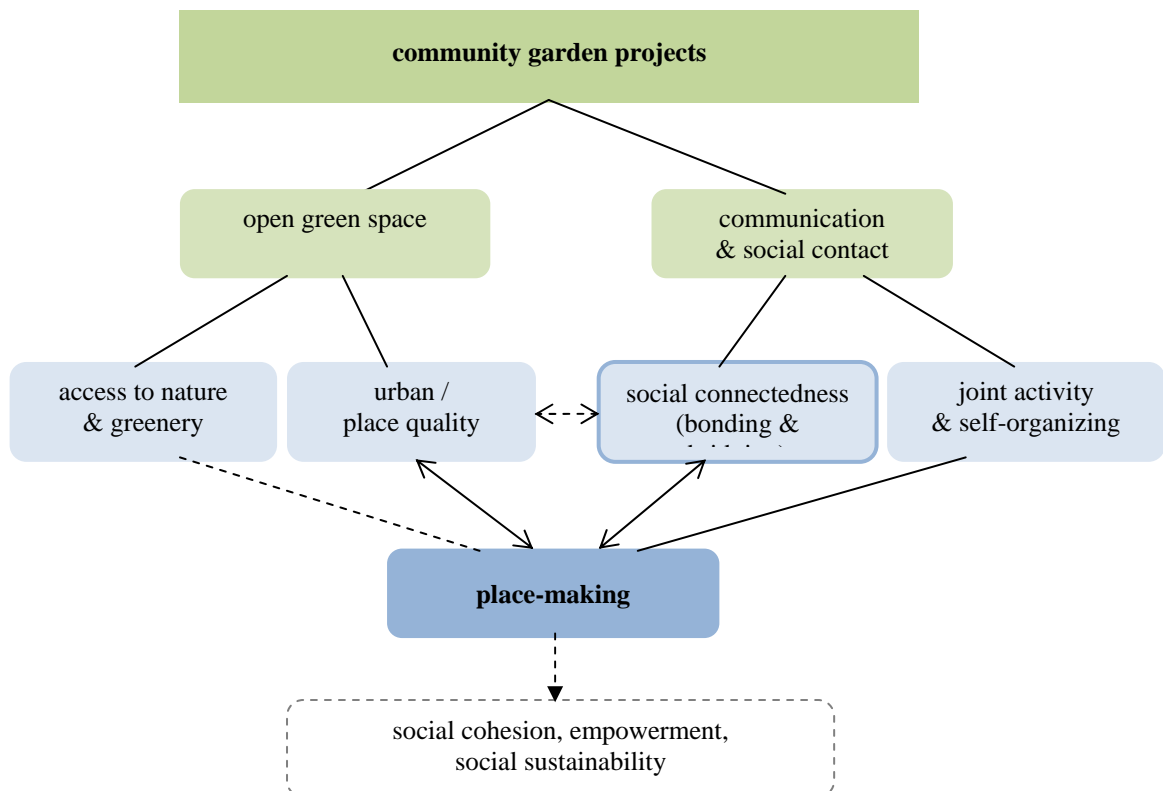 community garden projects
open green space
communication
& social contact
access to nature
& greenery
urban /
place quality
social connectedness
(bonding &
joint activity
& self-organizing
place-making
social cohesion, empowerment,
social sustainability